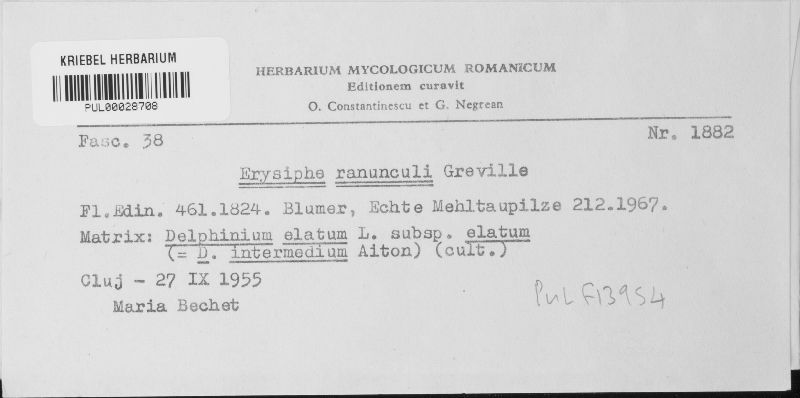 KRIEBEL HERBARIUM
PUL00028708
HERBARIUM MYCOLOGICUM ROMANICUM
Editionem curavit
O. Constantinescu et G. Negrean
Fasc. 38
Nr. 1882
Erysiphe ranunculi Greville
Fl.Edin. 461.1824. Blumer, Echte Mehltaupilze 212.1967.
Matrix: Delphinium elatum L. subsp. elatum
(= D. intermedium Aiton) (cult.)
Cluj - 27 IX 1955
Maria Bechet
PUL F13954